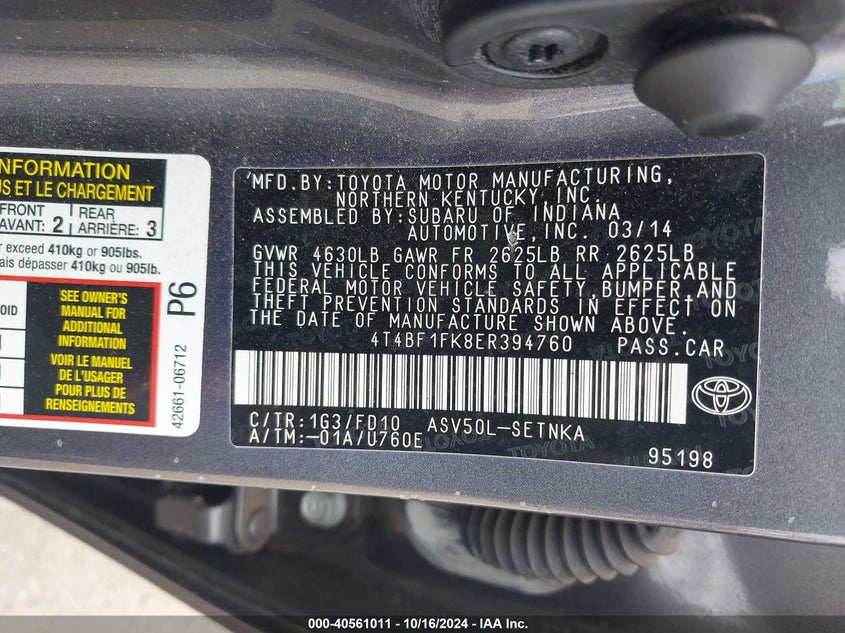 INFORMATION
US ET LE CHARGEMENT
FRONT
AVANT: 2
REAR
ARRIÈRE: 3
r exceed 410kg or 905lbs.
ais dépasser 410kg ou 905lb.
OID
SEE OWNER'S
MANUAL FOR
ADDITIONAL
INFORMATION
VOIR LE MANUEL
DE L'USAGER
POUR PLUS DE
RENSEIGNEMENTS
P6
42661-06712
MFD.BY:TOYOTA MOTOR MANUFACTURING,
NORTHERN KENTUCKY,INC.
ASSEMBLED BY:SUBARU OF INDIANA
AUTOMOTIVE,INC. 03/14
GVWR 4630LB GAWR FR 2625LB RR 2625LB
THIS VEHICLE CONFORMS TO ALL APPLICABLE
FEDERAL MOTOR VEHICLE SAFETY,BUMPER,AND
THEFT PREVENTION STANDARDS IN EFFECT ON
THE DATE OF MANUFACTURE SHOWN ABOVE.
4T4BF1FK8ER394760 PASS.CAR
C/TR:1G3/FD10 ASV50L-SETNKA
A/TM:-01A/U760E
95198
000-40561011 - 10/16/2024 - IAA Inc.